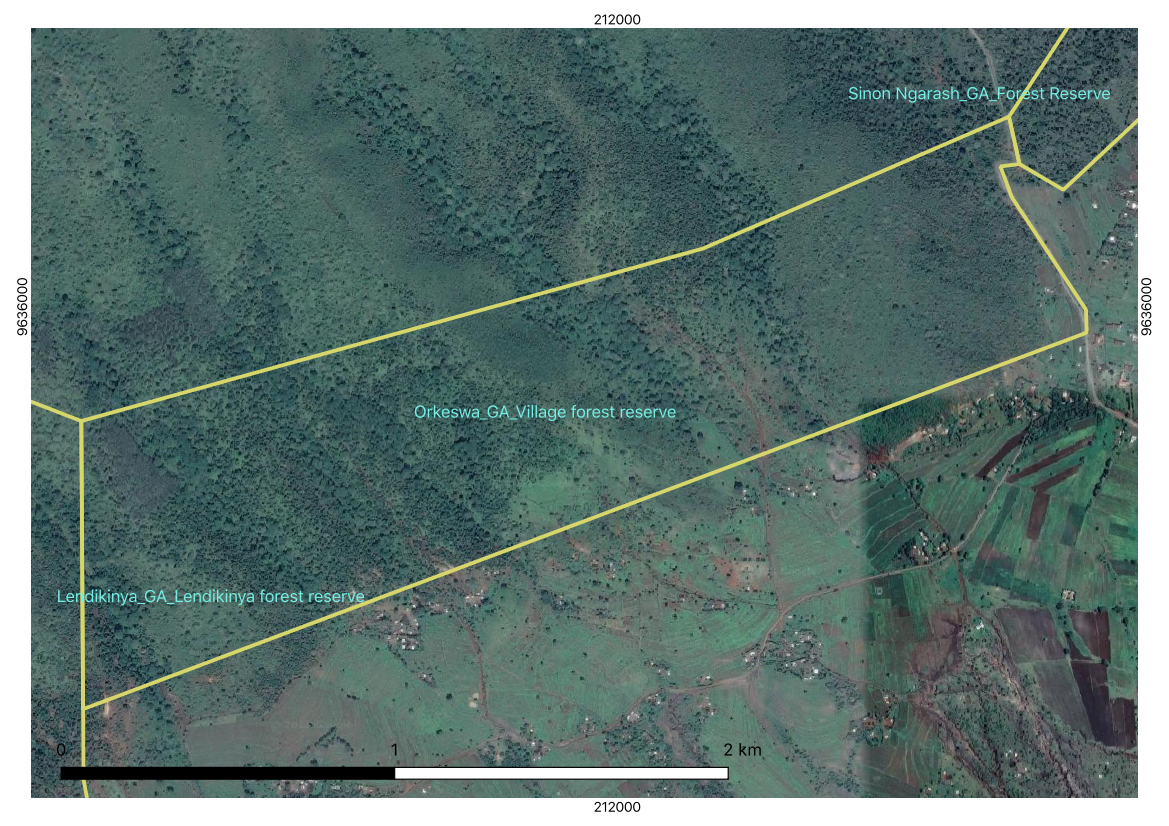 212000
Sinon Ngarash_GA_Forest Reserve
9636000
9636000
Orkeswa_GA_Village forest reserve
Lendikinya_GA_Lendikinya forest reserve
0 1 2 km
212000